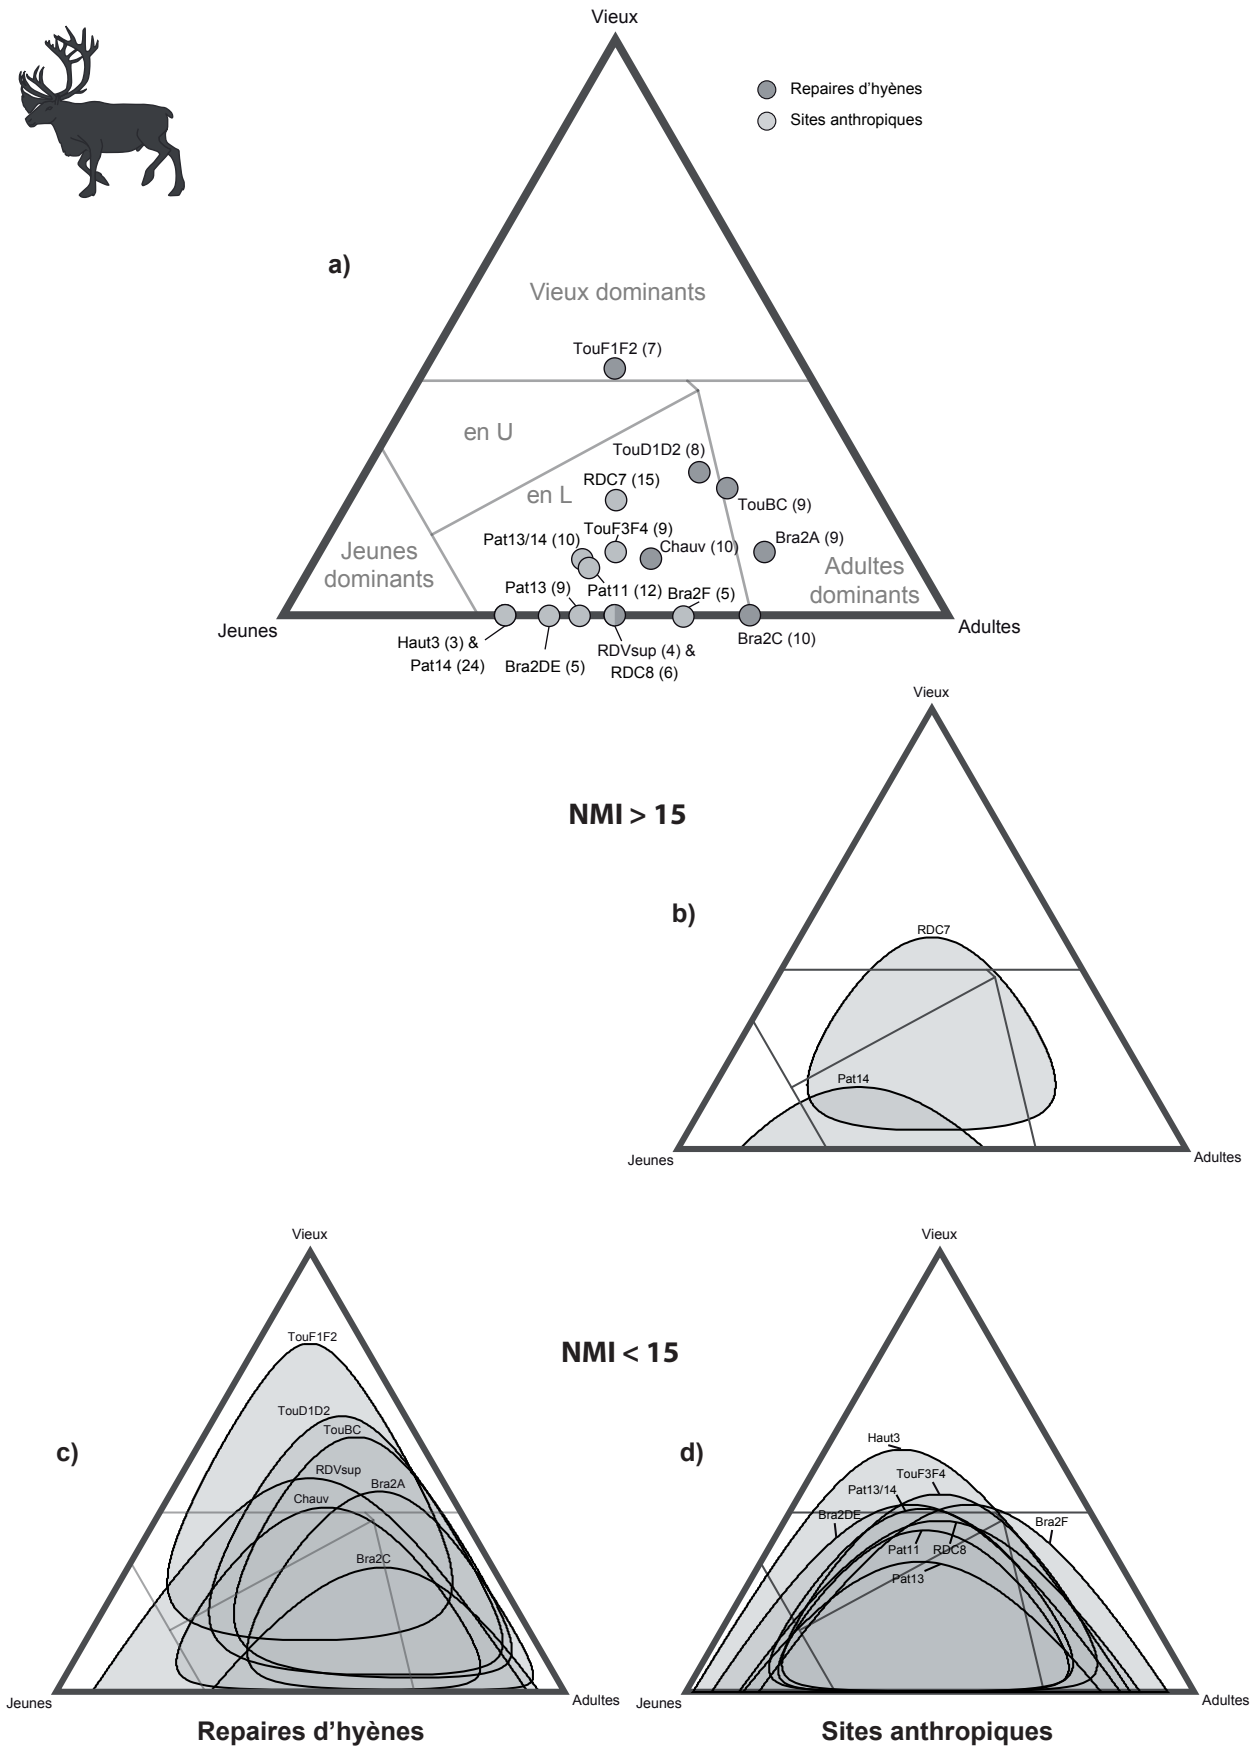 Vieux
Repaires d'hyènes
Sites anthropiques
a)
Vieux dominants
TouF1F2 (7)
en U
TouD1D2 (8)
RDC7 (15)
en L
TouBC (9)
TouF3F4 (9)
Pat13/14 (10)
Chauv (10)
Bra2A (9)
Jeunes
dominants
Adultes
dominants
Pat13 (9)
Pat11 (12)
Bra2F (5)
Jeunes
Adultes
Haut3 (3) &
Pat14 (24)
Bra2DE (5)
RDVsup (4) &
RDC8 (6)
Bra2C (10)
Vieux
NMI > 15
b)
RDC7
Pat14
Jeunes
Adultes
Vieux
Vieux
NMI < 15
TouF1F2
TouD1D2
TouBC
c)
RDVsup
Bra2A
Chauv
Bra2C
Jeunes
Adultes
Repaires d'hyènes
d)
Haut3
TouF3F4
Pat13/14
Bra2DE
Bra2F
Pat11
RDC8
Pat13
Jeunes
Adultes
Sites anthropiques